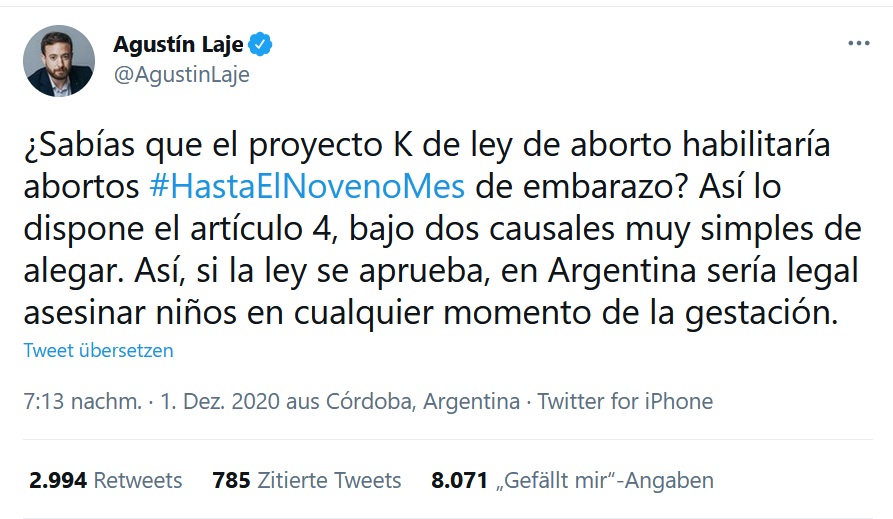 Agustín Laje
@AgustinLaje
¿Sabías que el proyecto K de ley de aborto habilitaría
abortos #HastaElNovenoMes de embarazo? Así lo
dispone el artículo 4, bajo dos causales muy simples de
alegar. Así, si la ley se aprueba, en Argentina sería legal
asesinar niños en cualquier momento de la gestación.
Tweet übersetzen
7:13 nachm. · 1. Dez. 2020 aus Córdoba, Argentina · Twitter for iPhone
2.994 Retweets 785 Zitierte Tweets 8.071 „Gefällt mir“-Angaben